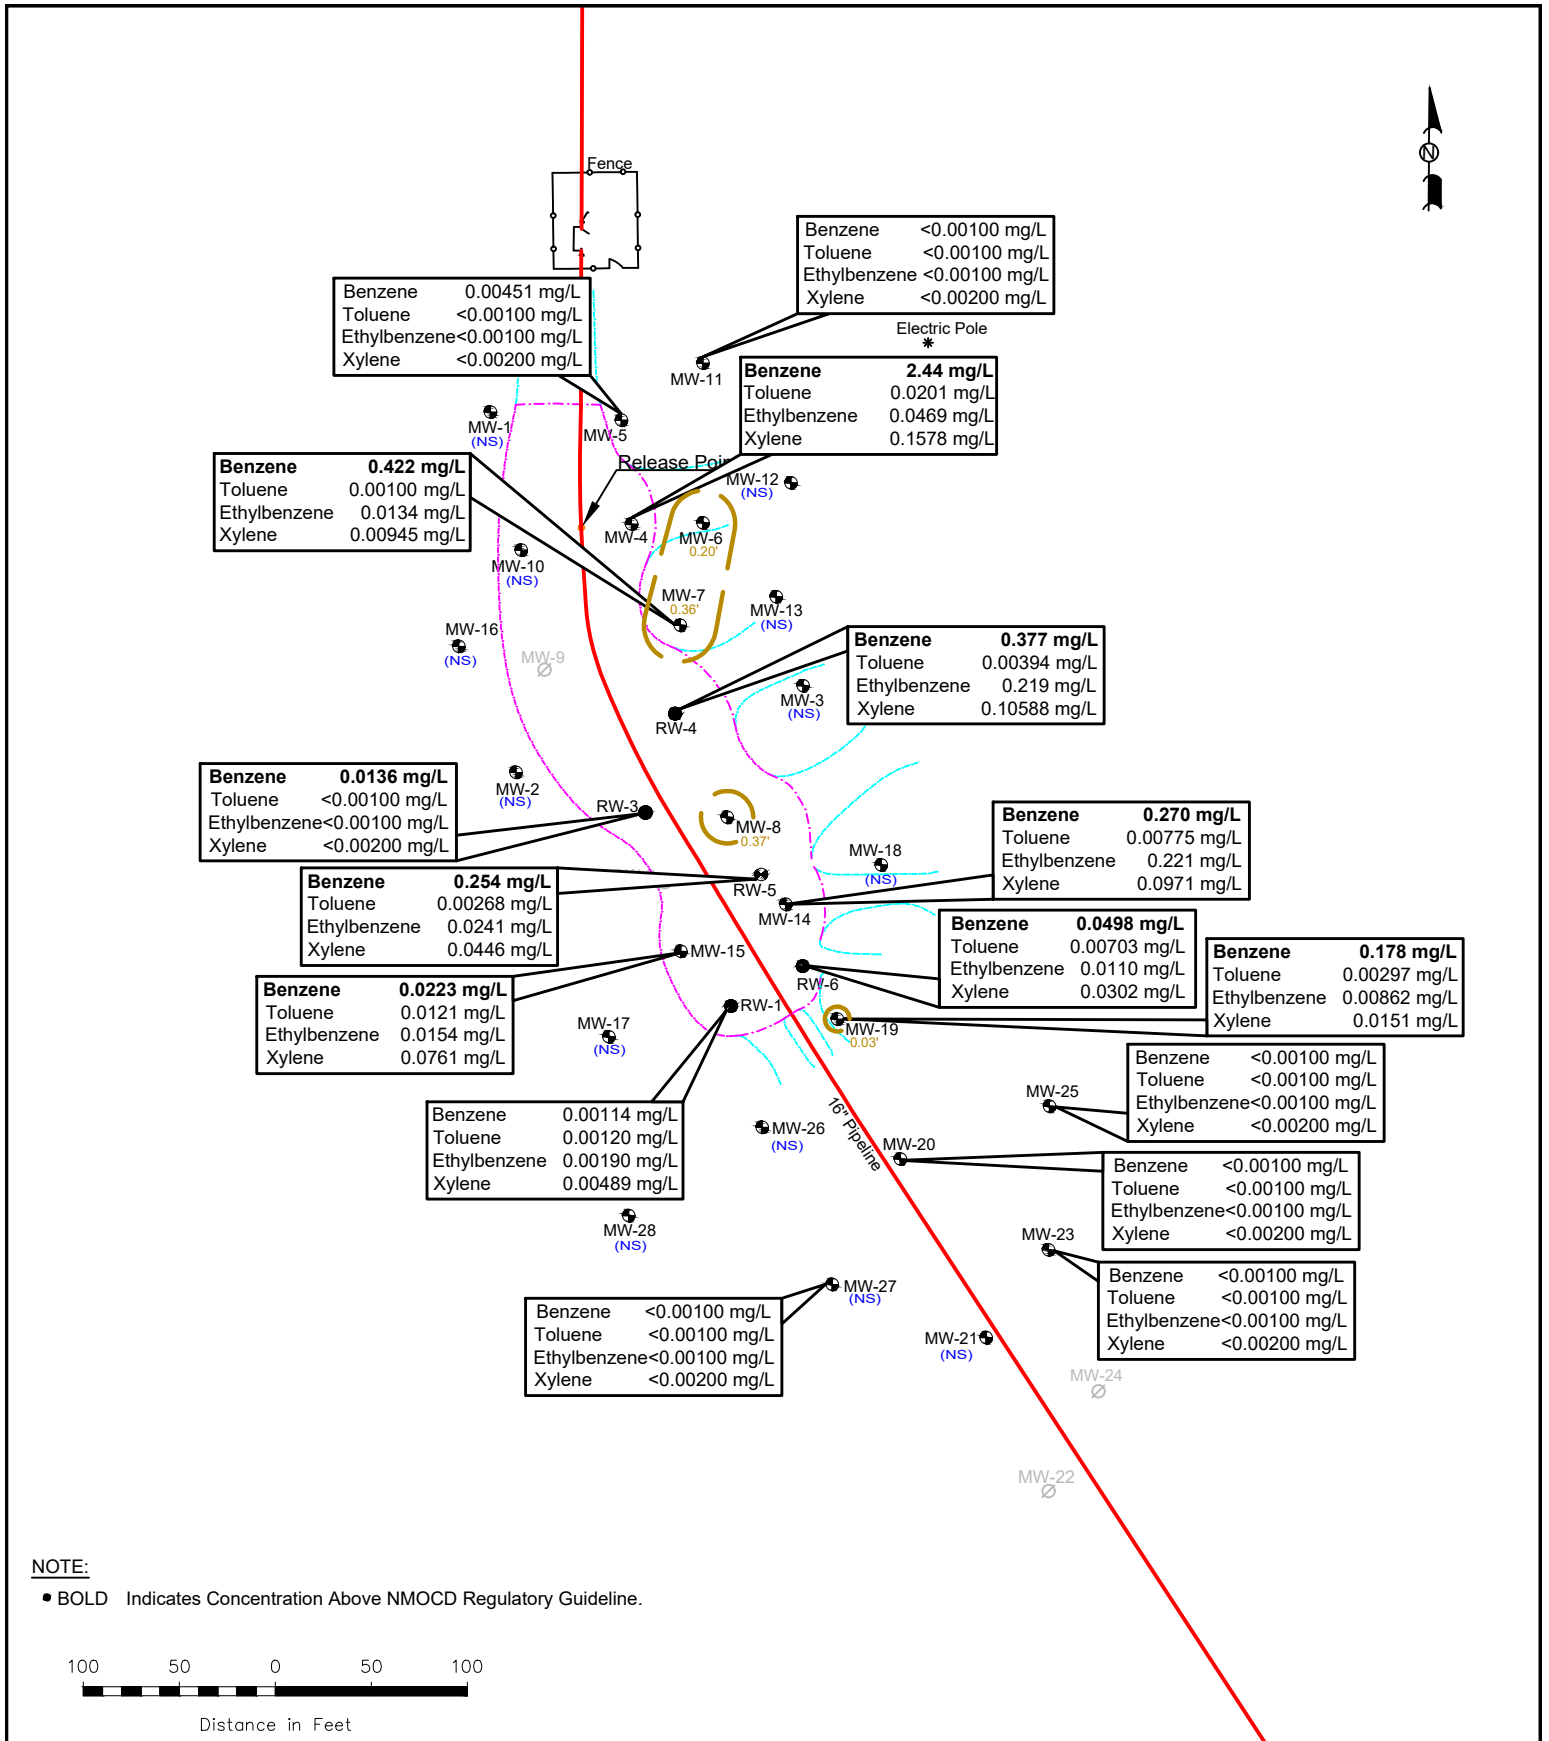 Fence
N
Benzene <0.00100 mg/L
Toluene <0.00100 mg/L
Ethylbenzene <0.00100 mg/L
Xylene <0.00200 mg/L
Electric Pole
Benzene 0.00451 mg/L
Toluene <0.00100 mg/L
Ethylbenzene<0.00100 mg/L
Xylene <0.00200 mg/L
MW-11
Benzene 2.44 mg/L
Toluene 0.0201 mg/L
Ethylbenzene 0.0469 mg/L
Xylene 0.1578 mg/L
MW-1
(NS)
MW-5
Release Poin
Benzene 0.422 mg/L
Toluene 0.00100 mg/L
Ethylbenzene 0.0134 mg/L
Xylene 0.00945 mg/L
MW-12
(NS)
MW-4
MW-6
0.20'
MW-10
(NS)
MW-7
0.36'
MW-13
(NS)
MW-16
(NS)
MW-9
Benzene 0.377 mg/L
Toluene 0.00394 mg/L
Ethylbenzene 0.219 mg/L
Xylene 0.10588 mg/L
MW-3
(NS)
RW-4
Benzene 0.0136 mg/L
Toluene <0.00100 mg/L
Ethylbenzene<0.00100 mg/L
Xylene <0.00200 mg/L
MW-2
(NS)
RW-3
MW-8
0.37'
Benzene 0.270 mg/L
Toluene 0.00775 mg/L
Ethylbenzene 0.221 mg/L
Xylene 0.0971 mg/L
MW-18
(NS)
Benzene 0.254 mg/L
Toluene 0.00268 mg/L
Ethylbenzene 0.0241 mg/L
Xylene 0.0446 mg/L
RW-5
MW-14
Benzene 0.0498 mg/L
Toluene 0.00703 mg/L
Ethylbenzene 0.0110 mg/L
Xylene 0.0302 mg/L
Benzene 0.178 mg/L
Toluene 0.00297 mg/L
Ethylbenzene 0.00862 mg/L
Xylene 0.0151 mg/L
MW-15
RW-6
Benzene 0.0223 mg/L
Toluene 0.0121 mg/L
Ethylbenzene 0.0154 mg/L
Xylene 0.0761 mg/L
RW-1
MW-17
(NS)
MW-19
0.03'
Benzene <0.00100 mg/L
Toluene <0.00100 mg/L
Ethylbenzene<0.00100 mg/L
Xylene <0.00200 mg/L
MW-25
Benzene 0.00114 mg/L
Toluene 0.00120 mg/L
Ethylbenzene 0.00190 mg/L
Xylene 0.00489 mg/L
16" Pipeline
MW-26
(NS)
MW-20
Benzene <0.00100 mg/L
Toluene <0.00100 mg/L
Ethylbenzene<0.00100 mg/L
Xylene <0.00200 mg/L
MW-28
(NS)
MW-23
Benzene <0.00100 mg/L
Toluene <0.00100 mg/L
Ethylbenzene<0.00100 mg/L
Xylene <0.00200 mg/L
MW-27
(NS)
Benzene <0.00100 mg/L
Toluene <0.00100 mg/L
Ethylbenzene<0.00100 mg/L
Xylene <0.00200 mg/L
MW-21
(NS)
MW-24
MW-22
NOTE:
• BOLD Indicates Concentration Above NMOCD Regulatory Guideline.
100 50 0 50 100
Distance in Feet